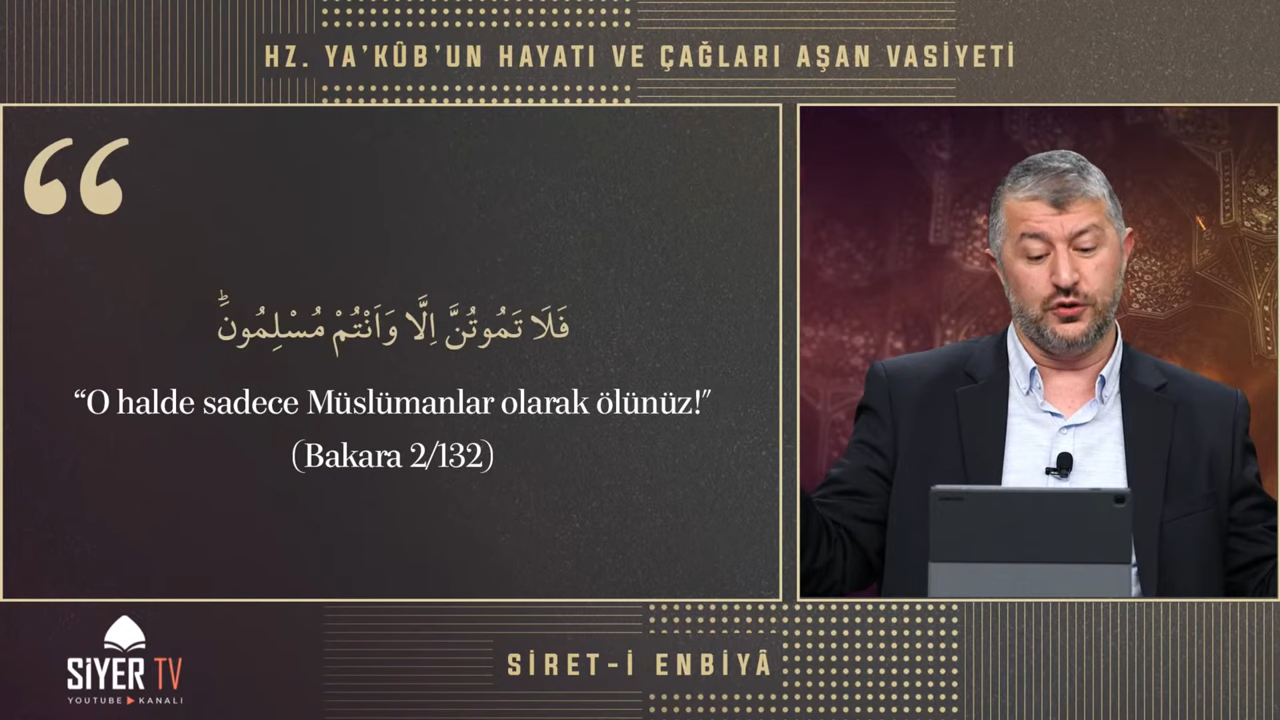 HZ. YA’KÛB’UN HAYATI VE ÇAĞLARI AŞAN VASİYETİ
فَلَا تَمُوتُنَّ اِلَّا وَاَنْتُمْ مُسْلِمُونَۜ
“O halde sadece Müslümanlar olarak ölünüz!”
(Bakara 2/132)
SİYER TV
YOUTUBE KANALI
SİRET-İ ENBİYÂ